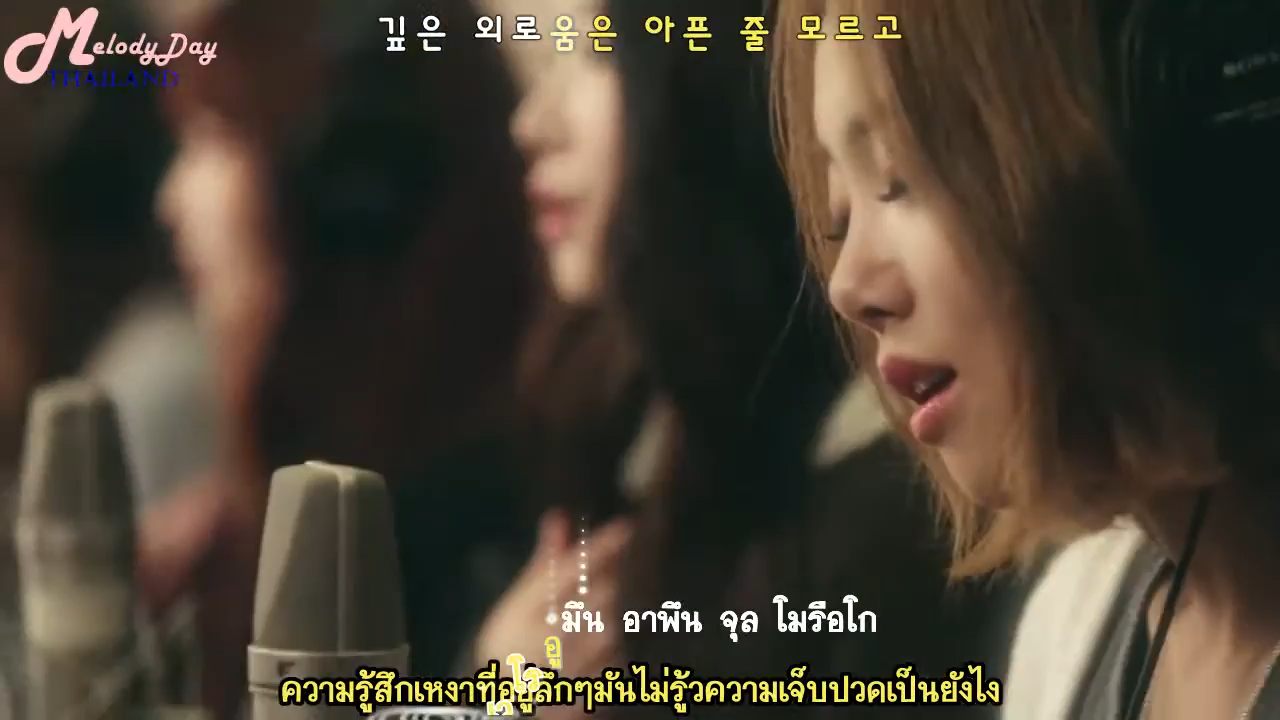 MelodyDay
THAILAND
깊은 외로움은 아픈 줄 모르고
มึน อาพึน จุล โมรือโก
ความรู้สึกเหงาที่อยู่ลึกๆมันไม่รู้วความเจ็บปวดเป็นยังไง